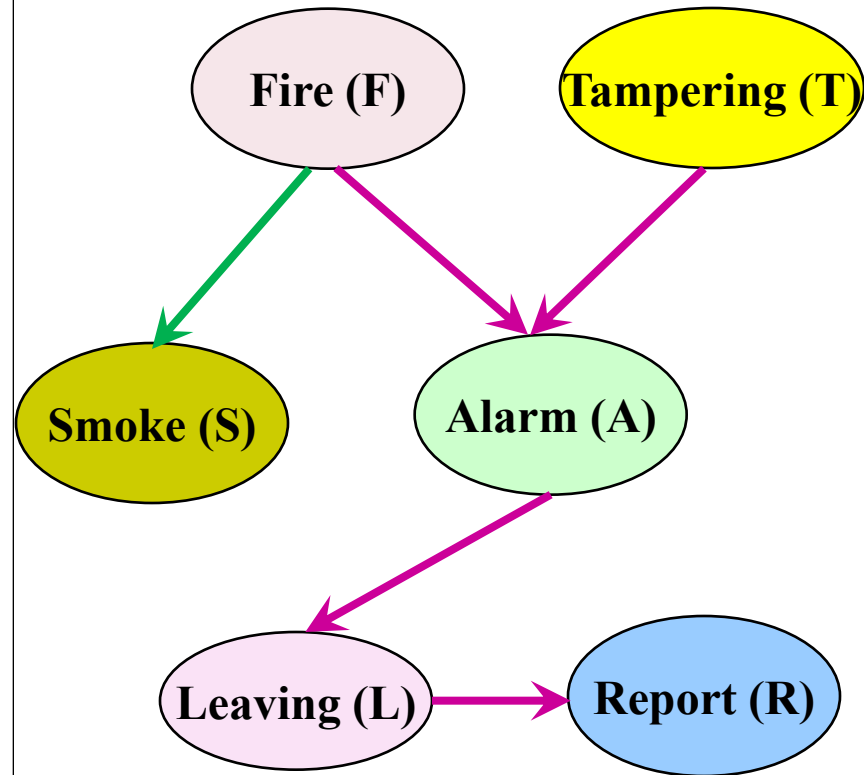 Fire (F)
Tampering (T)
Smoke (S)
Alarm (A)
Leaving (L)
Report (R)